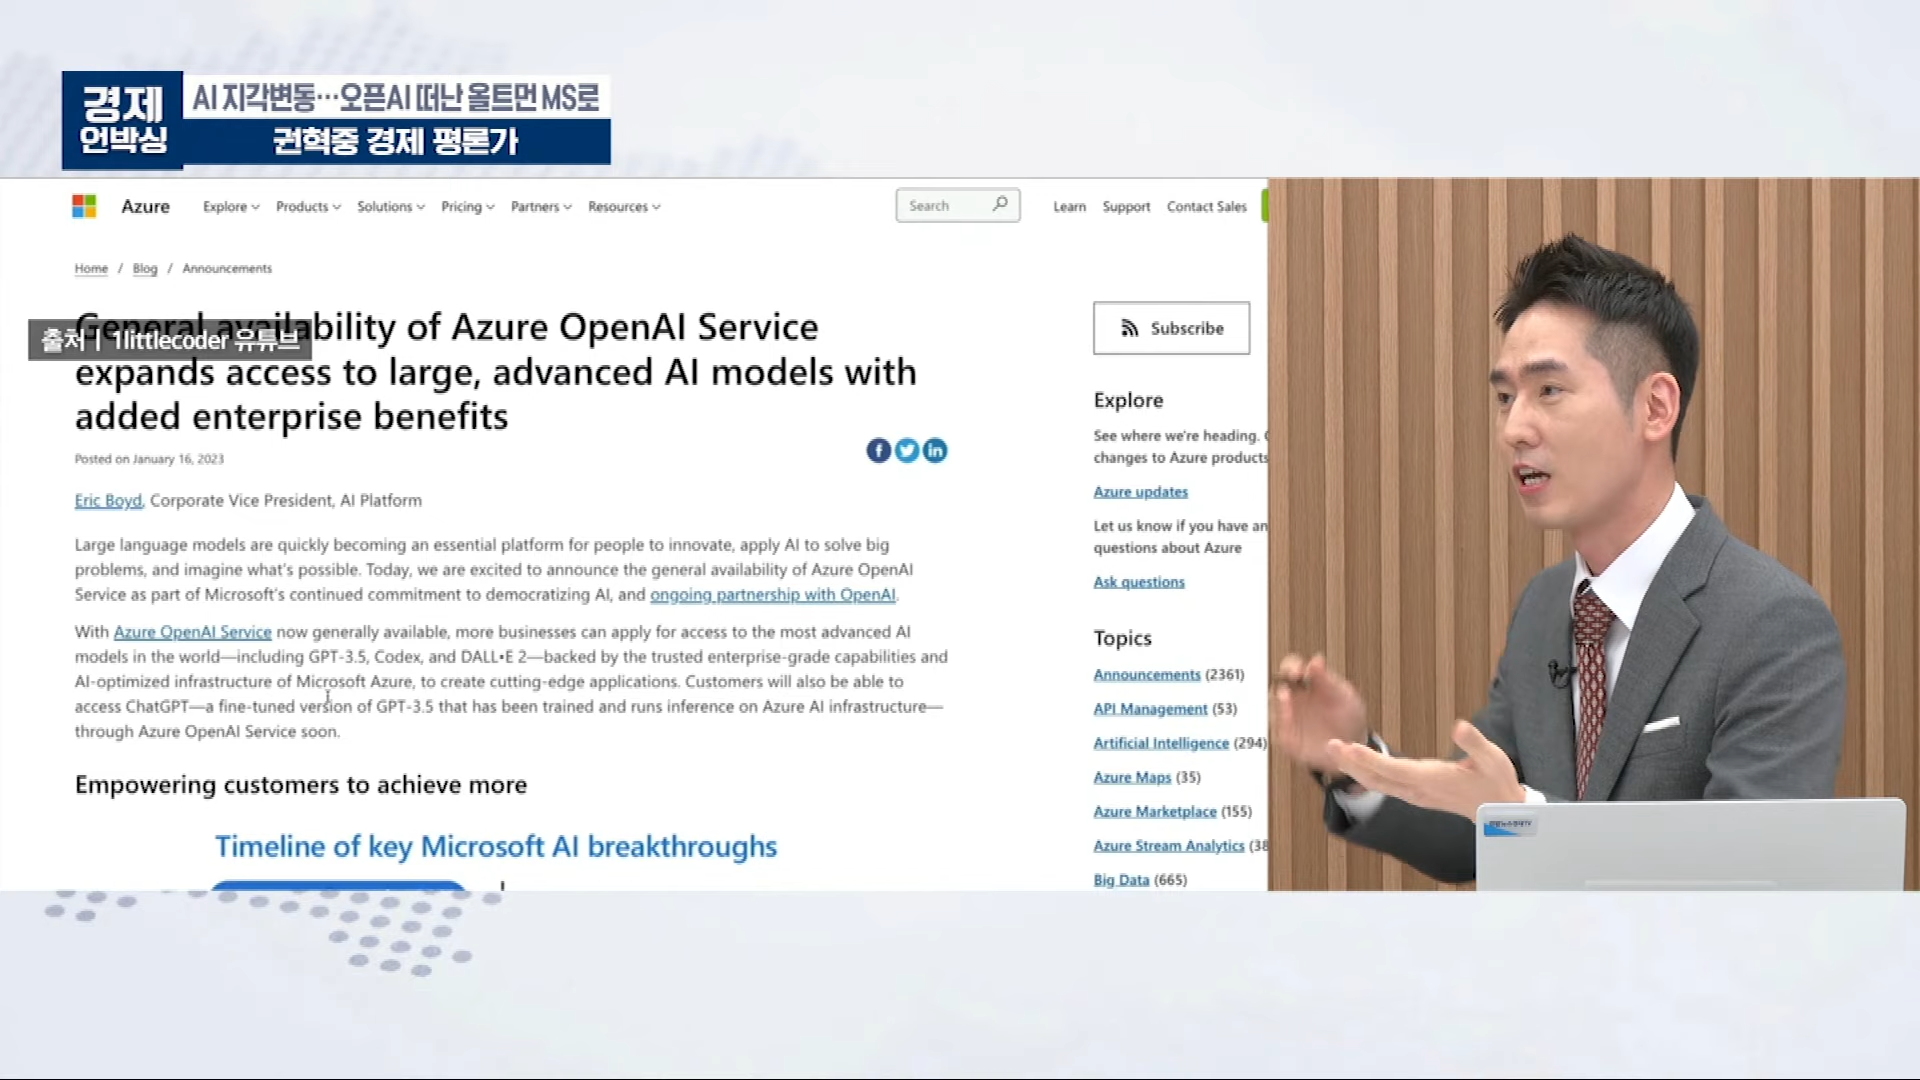 경제
언박싱
AI 지각변동…오픈AI 떠난 올트먼 MS로
권혁중 경제 평론가
Azure
Explore
Products
Solutions
Pricing
Partners
Resources
Search
Learn
Support
Contact Sales
Home / Blog / Announcements
General availability of Azure OpenAI Service
출처 | 1littlecoder 유튜브
expands access to large, advanced AI models with
added enterprise benefits
Posted on January 16, 2023
Eric Boyd, Corporate Vice President, AI Platform
Large language models are quickly becoming an essential platform for people to innovate, apply AI to solve big
problems, and imagine what's possible. Today, we are excited to announce the general availability of Azure OpenAI
Service as part of Microsoft's continued commitment to democratizing AI, and ongoing partnership with OpenAI.
With Azure OpenAI Service now generally available, more businesses can apply for access to the most advanced AI
models in the world—including GPT-3.5, Codex, and DALL•E 2—backed by the trusted enterprise-grade capabilities and
AI-optimized infrastructure of Microsoft Azure, to create cutting-edge applications. Customers will also be able to
access ChatGPT—a fine-tuned version of GPT-3.5 that has been trained and runs inference on Azure AI infrastructure—
through Azure OpenAI Service soon.
Empowering customers to achieve more
Timeline of key Microsoft AI breakthroughs
Subscribe
Explore
See where we're heading.
changes to Azure products
Azure updates
Let us know if you have an
questions about Azure
Ask questions
Topics
Announcements (2361)
API Management (53)
Artificial Intelligence (294)
Azure Maps (35)
Azure Marketplace (155)
Azure Stream Analytics (38
Big Data (665)